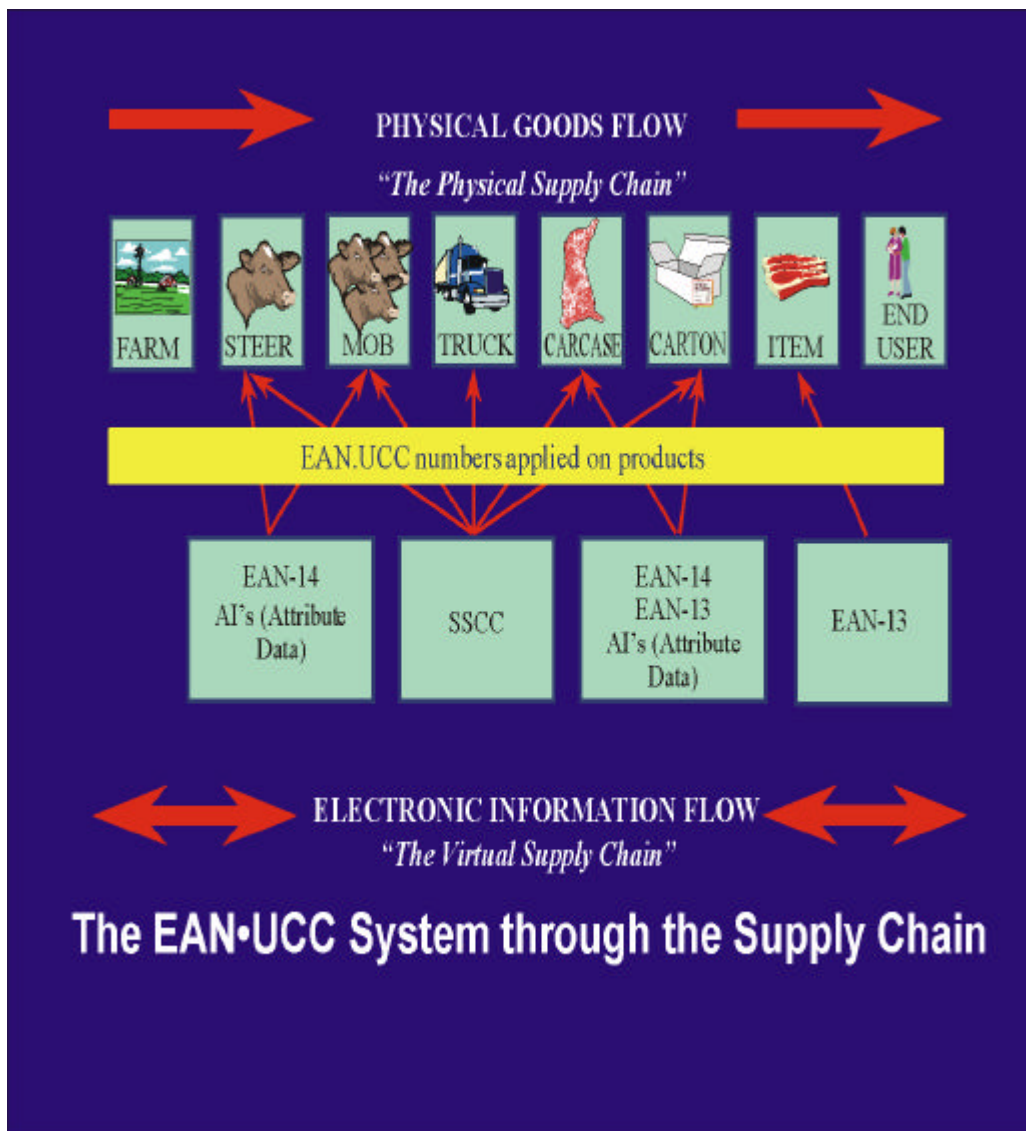 PHYSICAL GOODS FLOW
“The Physical Supply Chain”
FARM
STEER
MOB
TRUCK
CARCASE
CARTON
ITEM
END
USER
EAN.UCC numbers applied on products
EAN-14
AI's (Attribute
Data)
SSCC
EAN-14
EAN-13
AI's (Attribute
Data)
EAN-13
ELECTRONIC INFORMATION FLOW
“The Virtual Supply Chain”
The EAN•UCC System through the Supply Chain